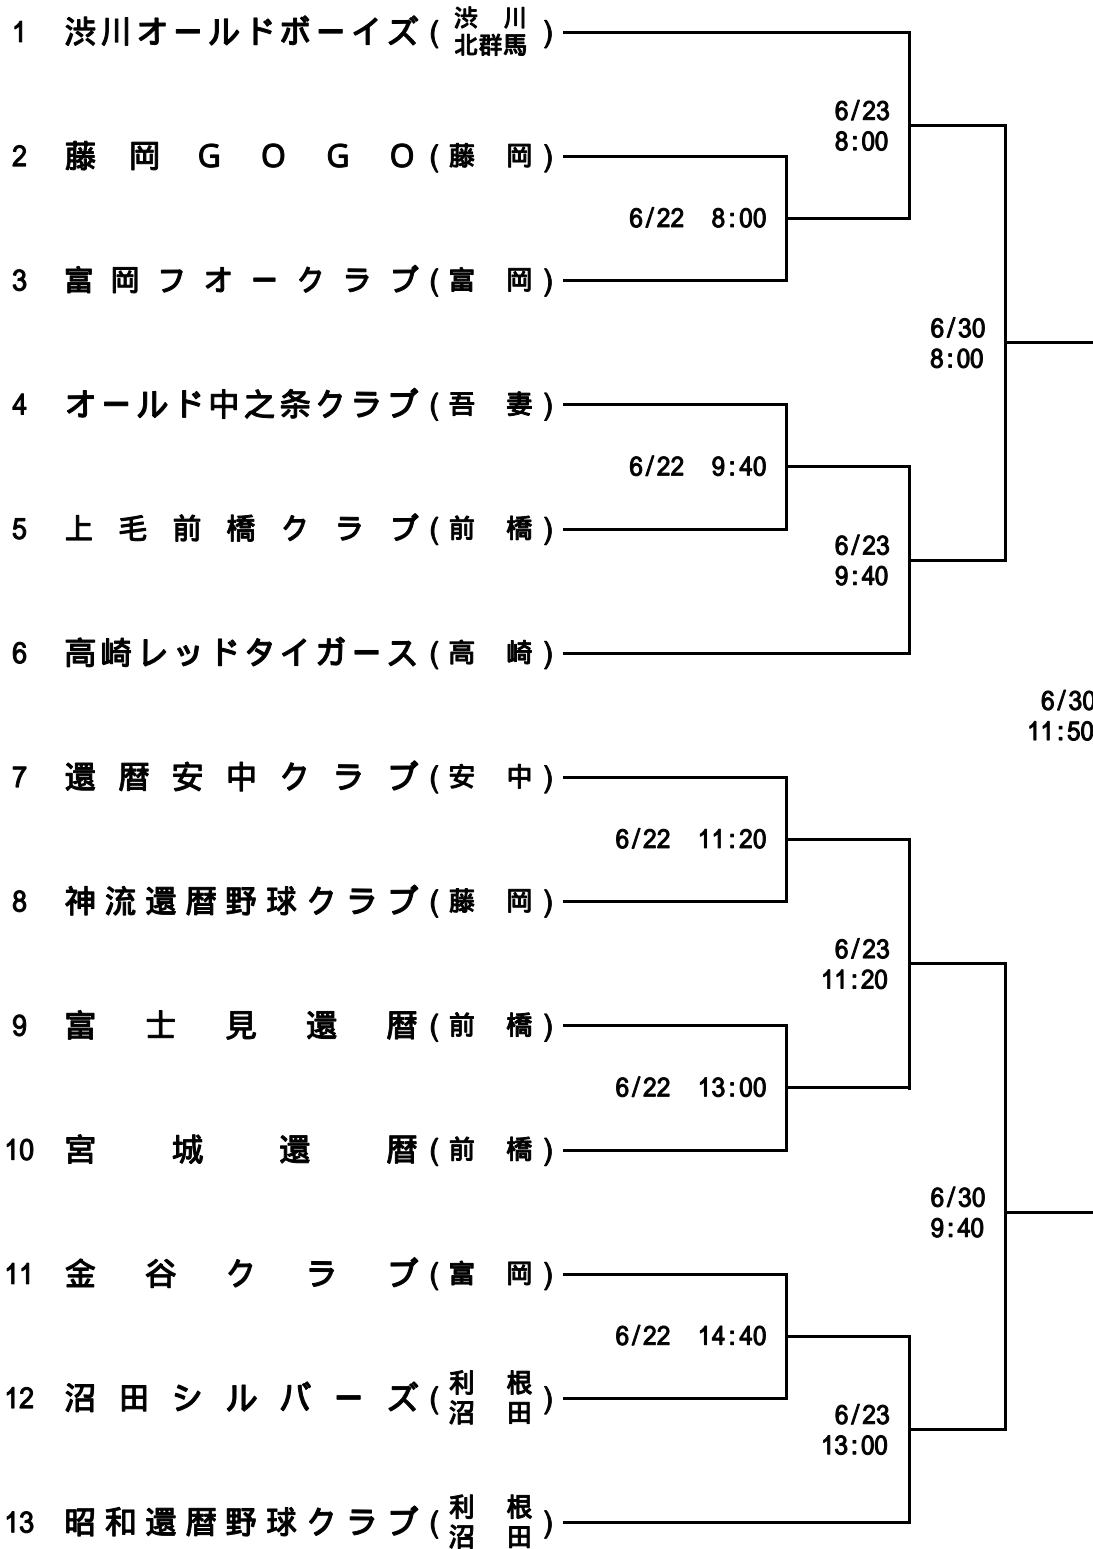 1 渋川オールドボーイズ (渋川北群馬)
6/23
8:00
2 藤岡GOGO (藤岡)
6/22 8:00
3 富岡フオークラブ (富岡)
6/30
8:00
4 オールド中之条クラブ (吾妻)
6/22 9:40
5 上毛前橋クラブ (前橋)
6/23
9:40
6 高崎レッドタイガース (高崎)
6/30
11:50
7 還暦安中クラブ (安中)
6/22 11:20
8 神流還暦野球クラブ (藤岡)
6/23
11:20
9 富士見還暦 (前橋)
6/22 13:00
10 宮城還暦 (前橋)
6/30
9:40
11 金谷クラブ (富岡)
6/22 14:40
12 沼田シルバーズ (利根沼田)
6/23
13:00
13 昭和還暦野球クラブ (利根沼田)